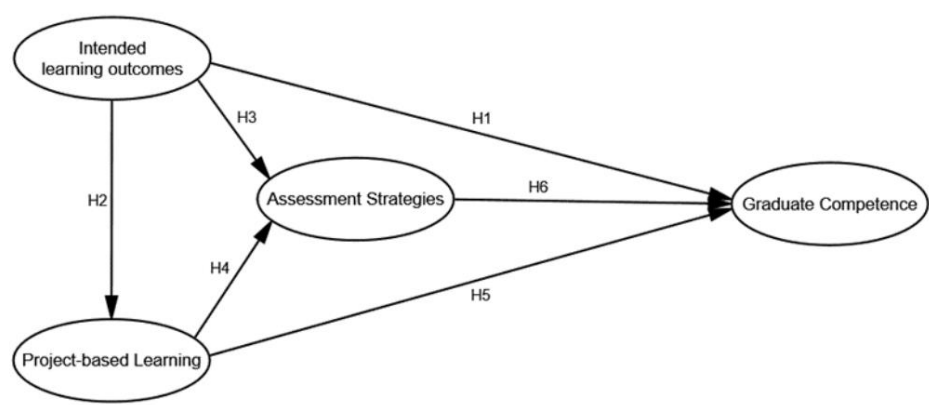 Intended
learning outcomes
H1
H3
H2
Assessment Strategies
H6
Graduate Competence
H4
H5
Project-based Learning